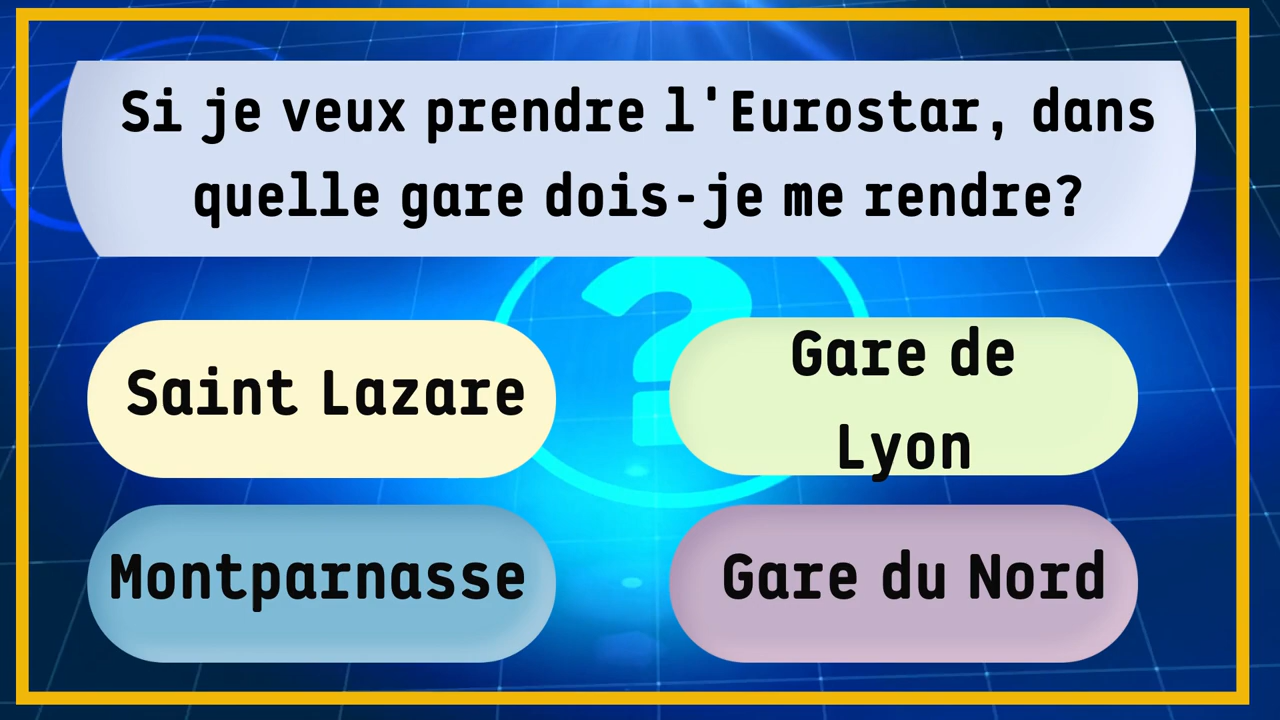 Si je veux prendre l'Eurostar, dans
quelle gare dois-je me rendre?
Saint Lazare
Gare de
Lyon
Montparnasse
Gare du Nord